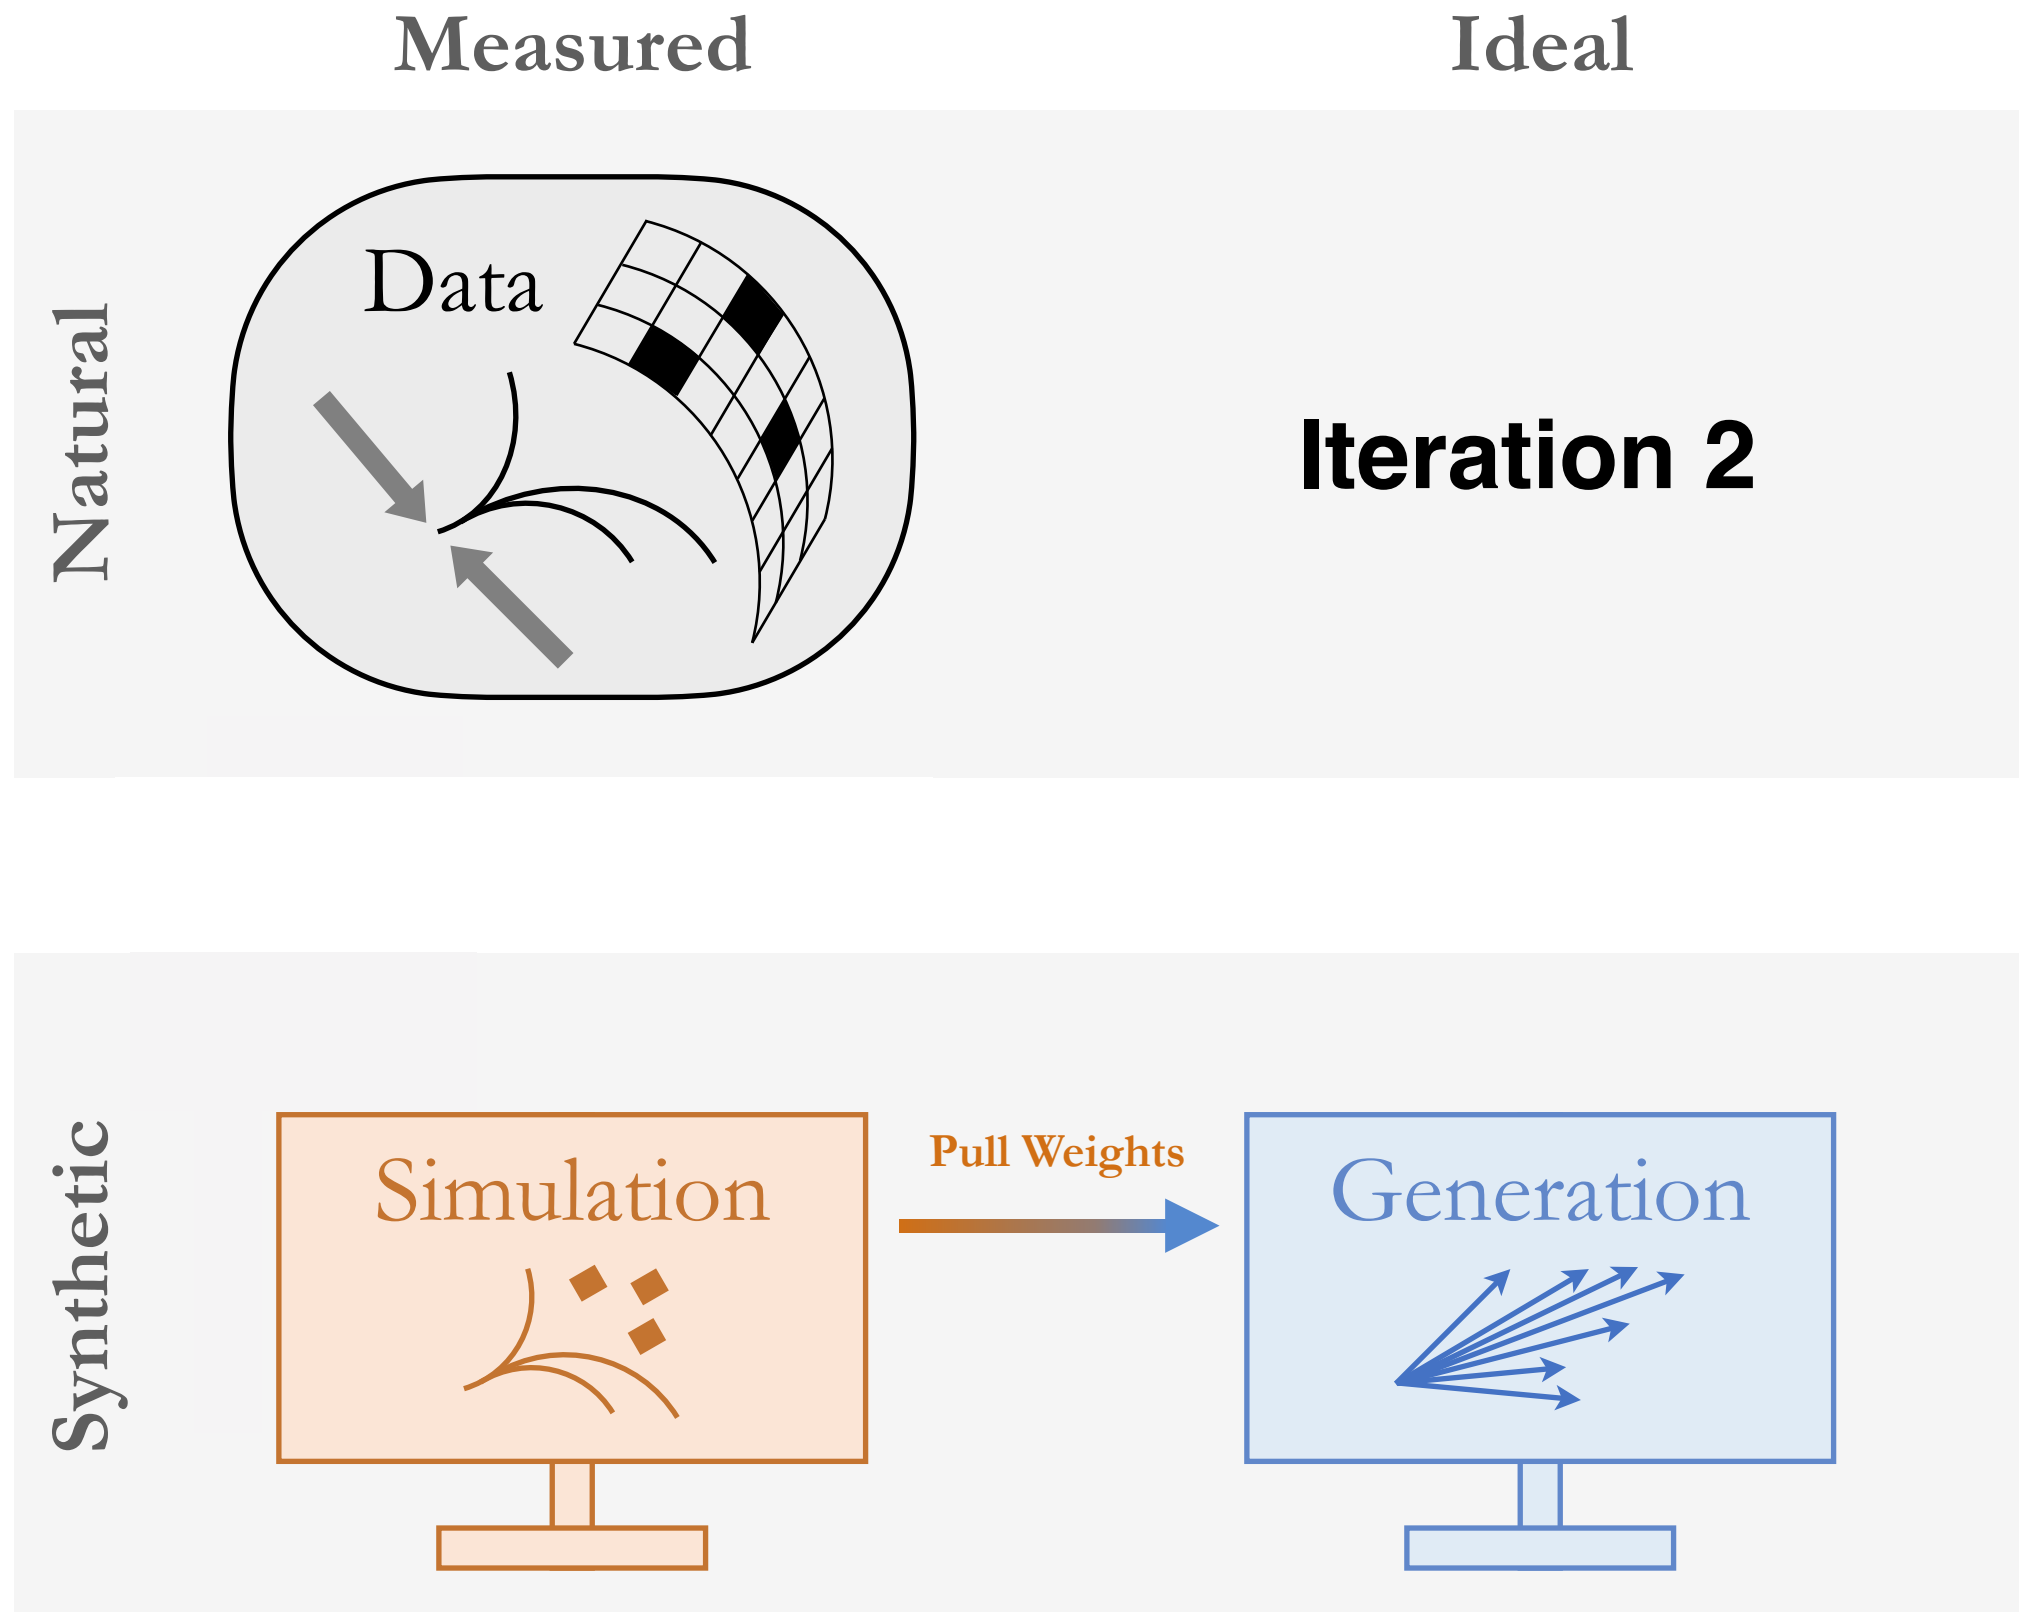 Measured
Ideal
Natural
Data
Iteration 2
Synthetic
Simulation
Pull Weights
Generation